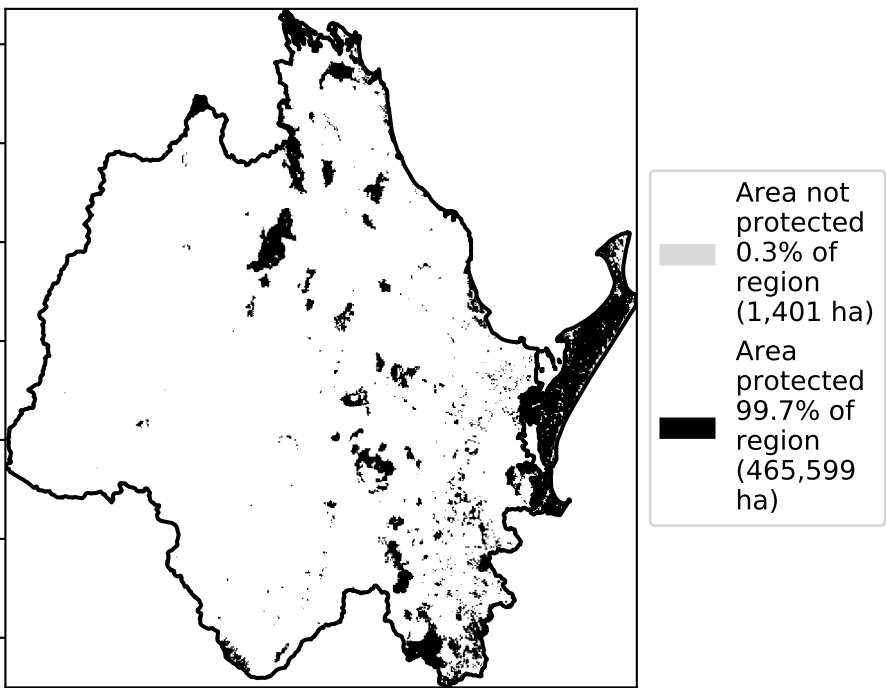 Area not
protected
0.3% of
region
(1,401 ha)
Area
protected
99.7% of
region
(465,599
ha)